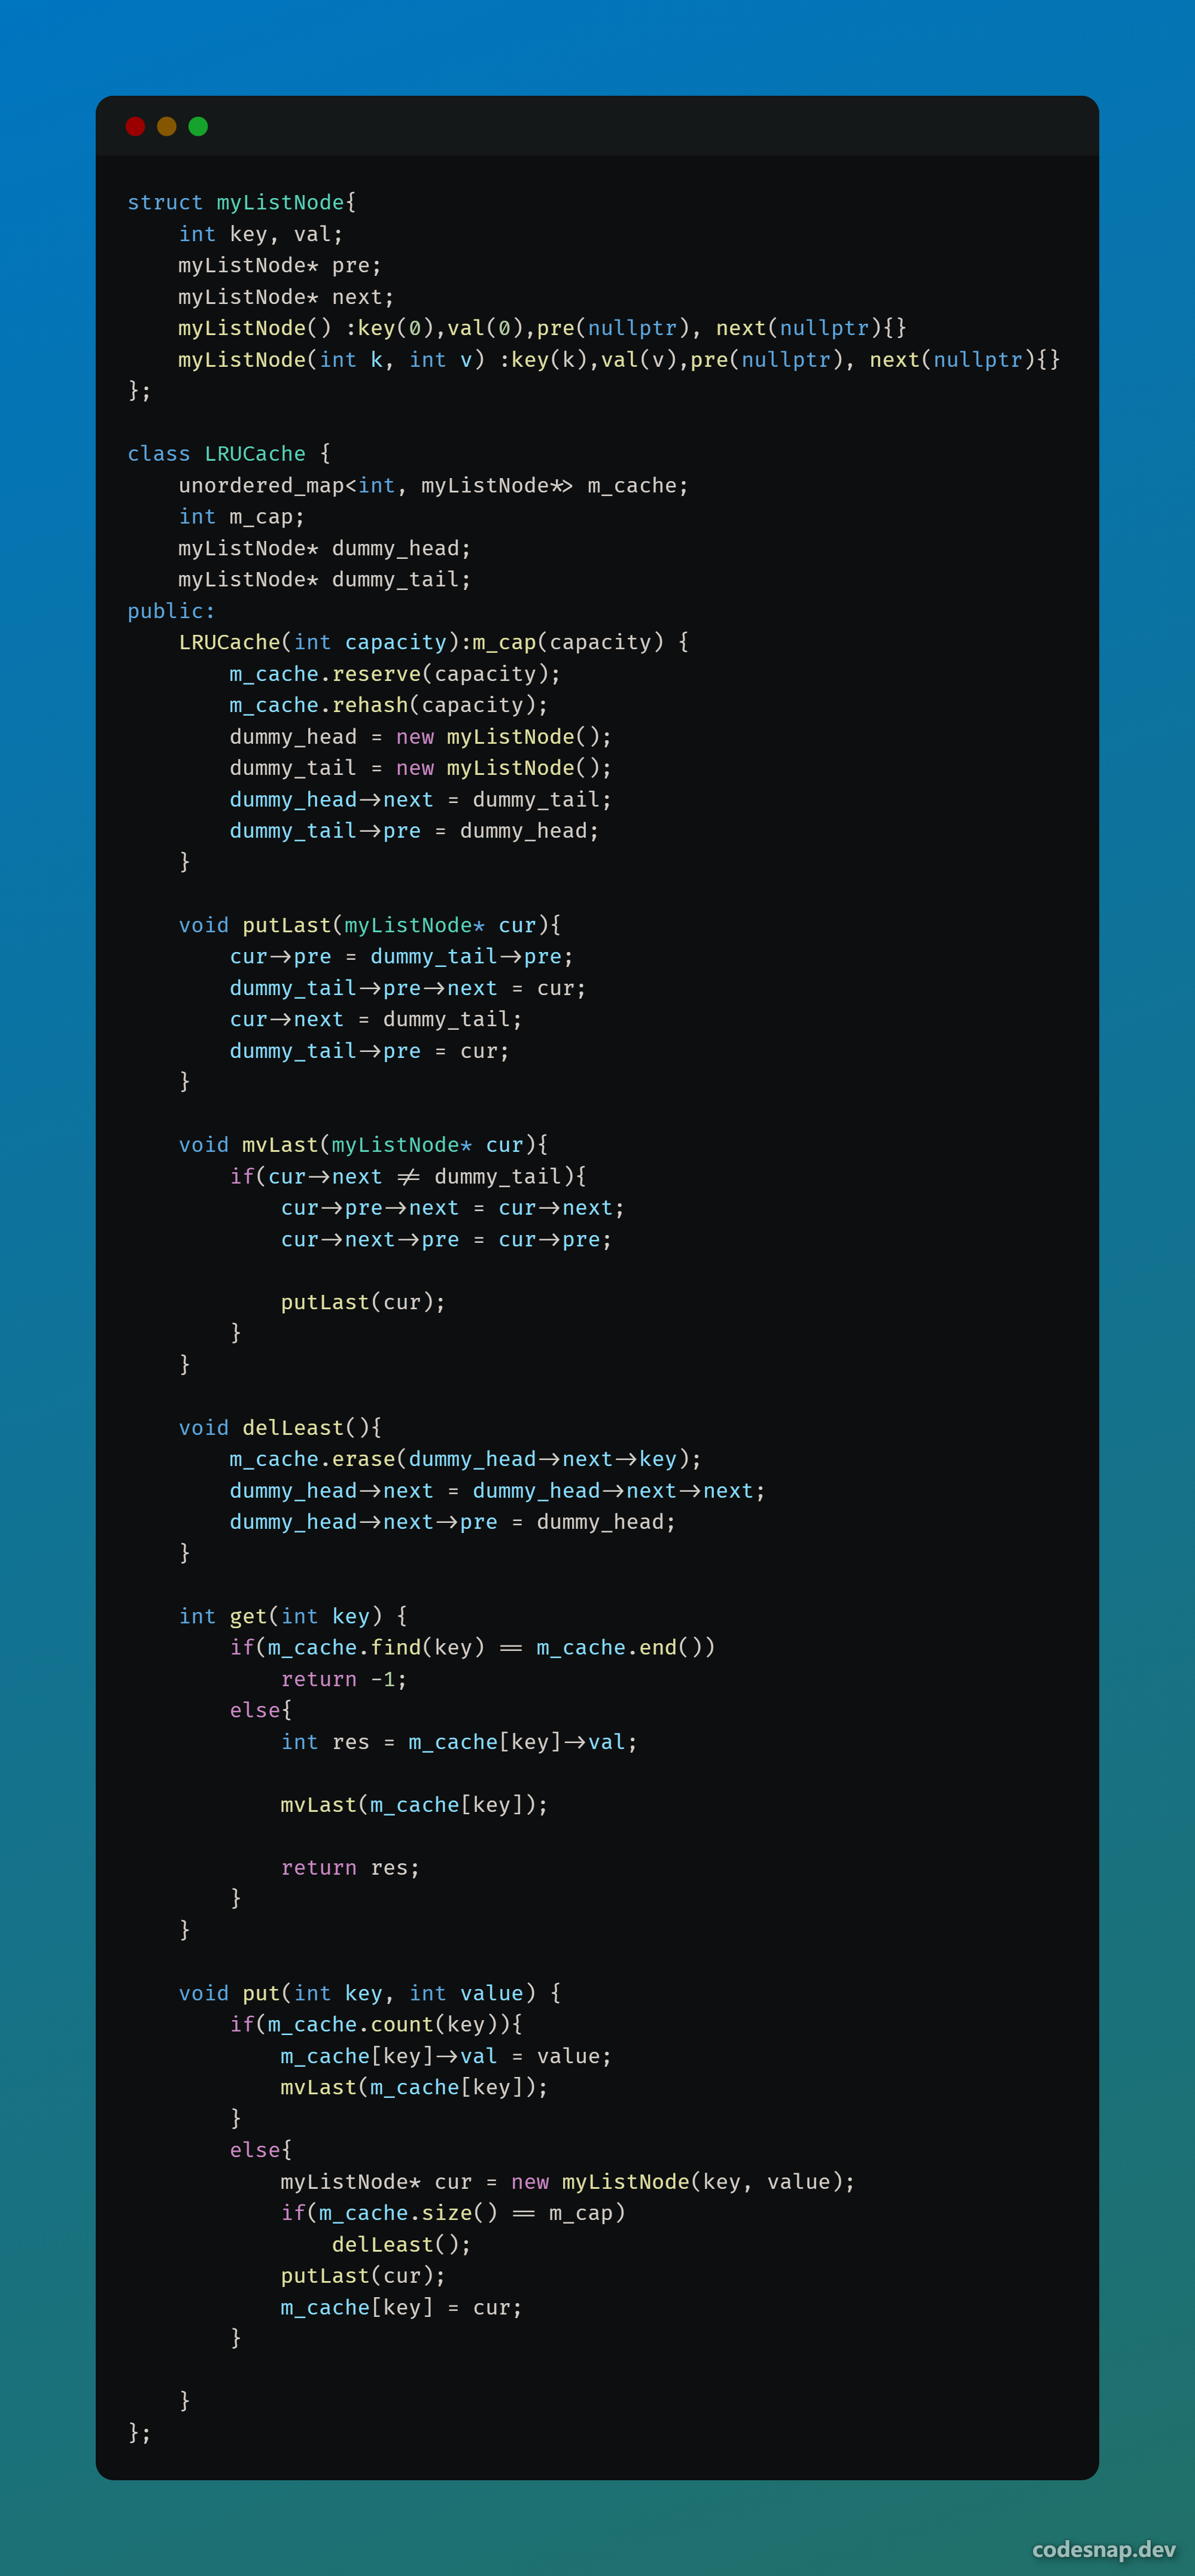 struct myListNode{
    int key, val;
    myListNode* pre;
    myListNode* next;
    myListNode() :key(0),val(0),pre(nullptr), next(nullptr){}
    myListNode(int k, int v) :key(k),val(v),pre(nullptr), next(nullptr){}
};

class LRUCache {
    unordered_map<int, myListNode*> m_cache;
    int m_cap;
    myListNode* dummy_head;
    myListNode* dummy_tail;
public:
    LRUCache(int capacity):m_cap(capacity) {
        m_cache.reserve(capacity);
        m_cache.rehash(capacity);
        dummy_head = new myListNode();
        dummy_tail = new myListNode();
        dummy_head->next = dummy_tail;
        dummy_tail->pre = dummy_head;
    }

    void putLast(myListNode* cur){
        cur->pre = dummy_tail->pre;
        dummy_tail->pre->next = cur;
        cur->next = dummy_tail;
        dummy_tail->pre = cur;
    }

    void mvLast(myListNode* cur){
        if(cur->next != dummy_tail){
            cur->pre->next = cur->next;
            cur->next->pre = cur->pre;

            putLast(cur);
        }
    }

    void delLeast(){
        m_cache.erase(dummy_head->next->key);
        dummy_head->next = dummy_head->next->next;
        dummy_head->next->pre = dummy_head;
    }

    int get(int key) {
        if(m_cache.find(key) == m_cache.end())
            return -1;
        else{
            int res = m_cache[key]->val;

            mvLast(m_cache[key]);

            return res;
        }
    }

    void put(int key, int value) {
        if(m_cache.count(key)){
            m_cache[key]->val = value;
            mvLast(m_cache[key]);
        }
        else{
            myListNode* cur = new myListNode(key, value);
            if(m_cache.size() == m_cap)
                delLeast();
            putLast(cur);
            m_cache[key] = cur;
        }

    }
};
codesnap.dev